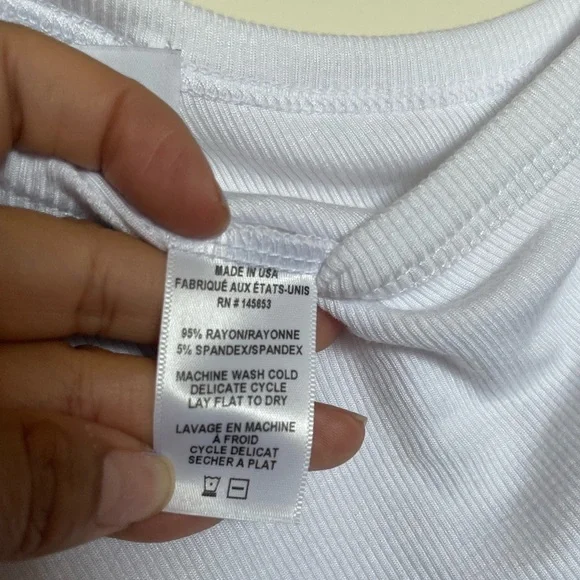 MADE IN USA
FABRIQUÉ AUX ÉTATS-UNIS
RN # 145653
95% RAYON/RAYONNE
5% SPANDEX/SPANDEX
MACHINE WASH COLD
DELICATE CYCLE
LAY FLAT TO DRY
LAVAGE EN MACHINE
À FROID
CYCLE DELICAT
SECHER A PLAT